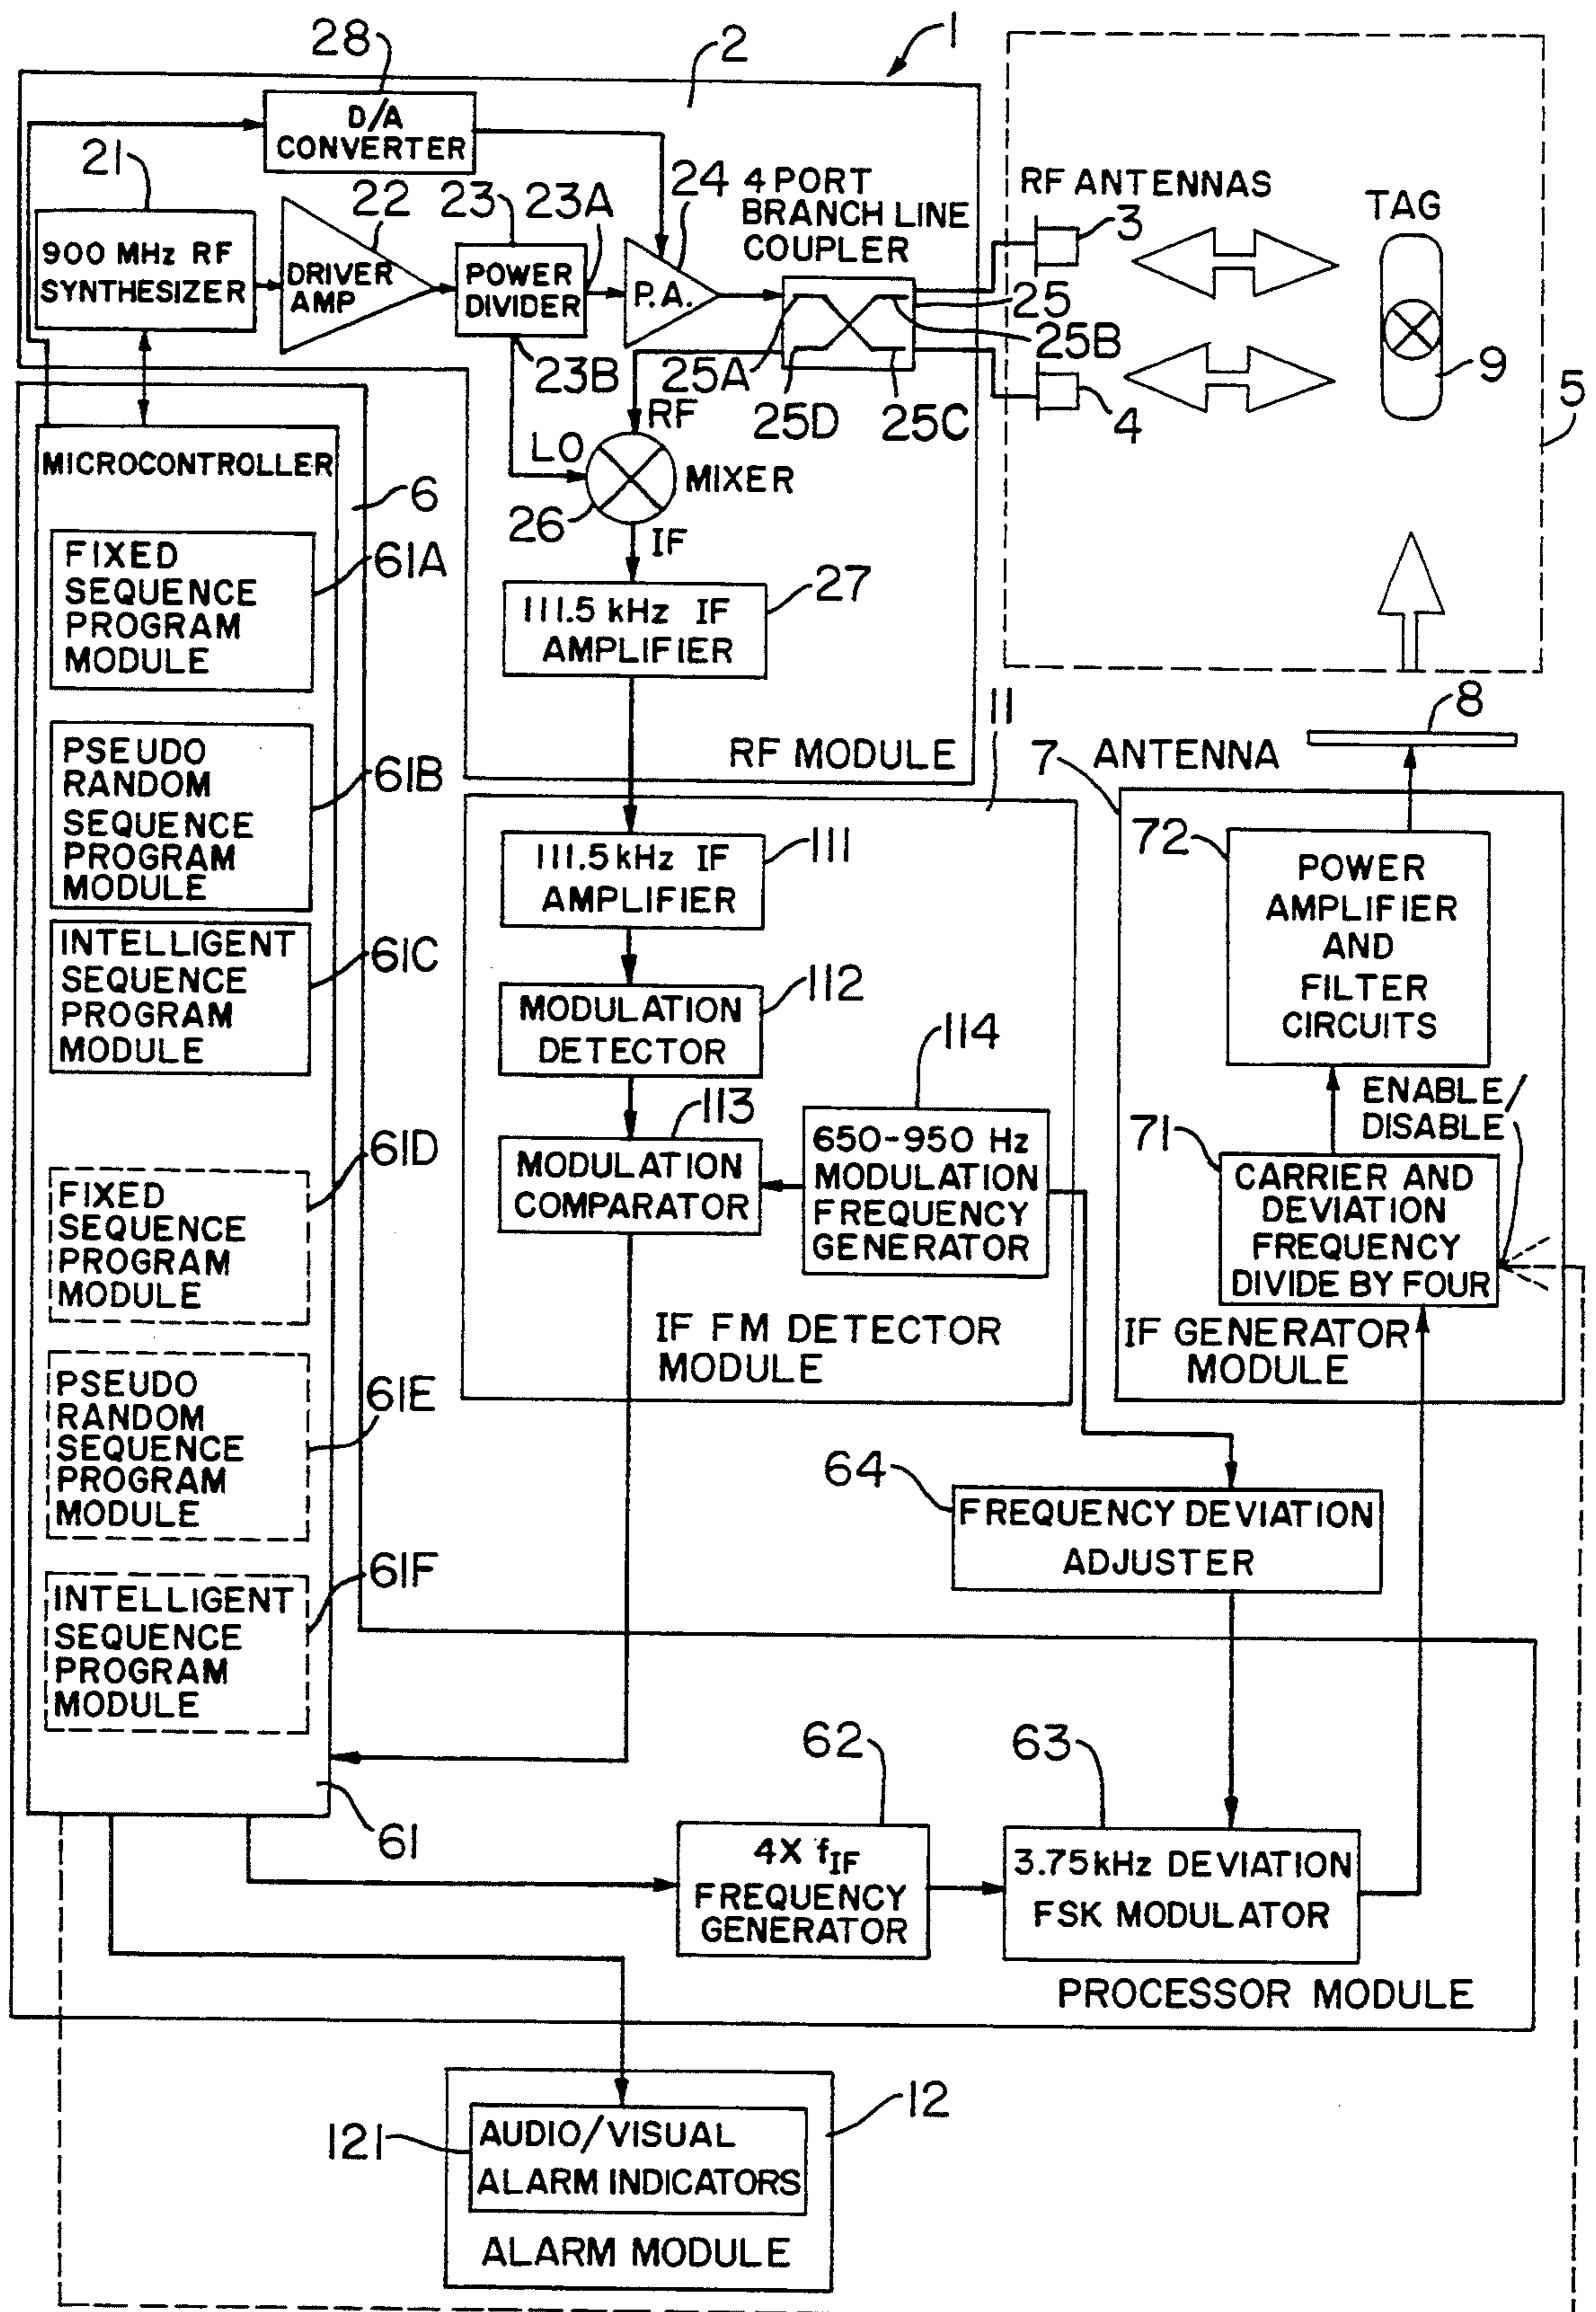 28
2
1
D/A
CONVERTER
21
22
23
23A
24
4 PORT
BRANCH LINE
COUPLER
RF ANTENNAS
3
TAG
900 MHz RF
SYNTHESIZER
DRIVER
AMP
POWER
DIVIDER
P.A.
25
25B
23B
25A
25D
25C
4
9
5
RF
LO
MIXER
26
IF
MICROCONTROLLER
6
FIXED
SEQUENCE
PROGRAM
MODULE
61A
111.5 kHz IF
AMPLIFIER
27
PSEUDO
RANDOM
SEQUENCE
PROGRAM
MODULE
61B
RF MODULE
11
7
ANTENNA
8
INTELLIGENT
SEQUENCE
PROGRAM
MODULE
61C
111.5 kHz IF
AMPLIFIER
111
MODULATION
DETECTOR
112
114
113
MODULATION
COMPARATOR
650-950 Hz
MODULATION
FREQUENCY
GENERATOR
IF FM DETECTOR
MODULE
72
POWER
AMPLIFIER
AND
FILTER
CIRCUITS
ENABLE/
DISABLE
71
CARRIER AND
DEVIATION
FREQUENCY
DIVIDE BY FOUR
IF GENERATOR
MODULE
61D
FIXED
SEQUENCE
PROGRAM
MODULE
PSEUDO
RANDOM
SEQUENCE
PROGRAM
MODULE
61E
64
FREQUENCY DEVIATION
ADJUSTER
61F
INTELLIGENT
SEQUENCE
PROGRAM
MODULE
61
62
63
4X fIF
FREQUENCY
GENERATOR
3.75 kHz DEVIATION
FSK MODULATOR
PROCESSOR MODULE
12
121
AUDIO/VISUAL
ALARM INDICATORS
ALARM MODULE